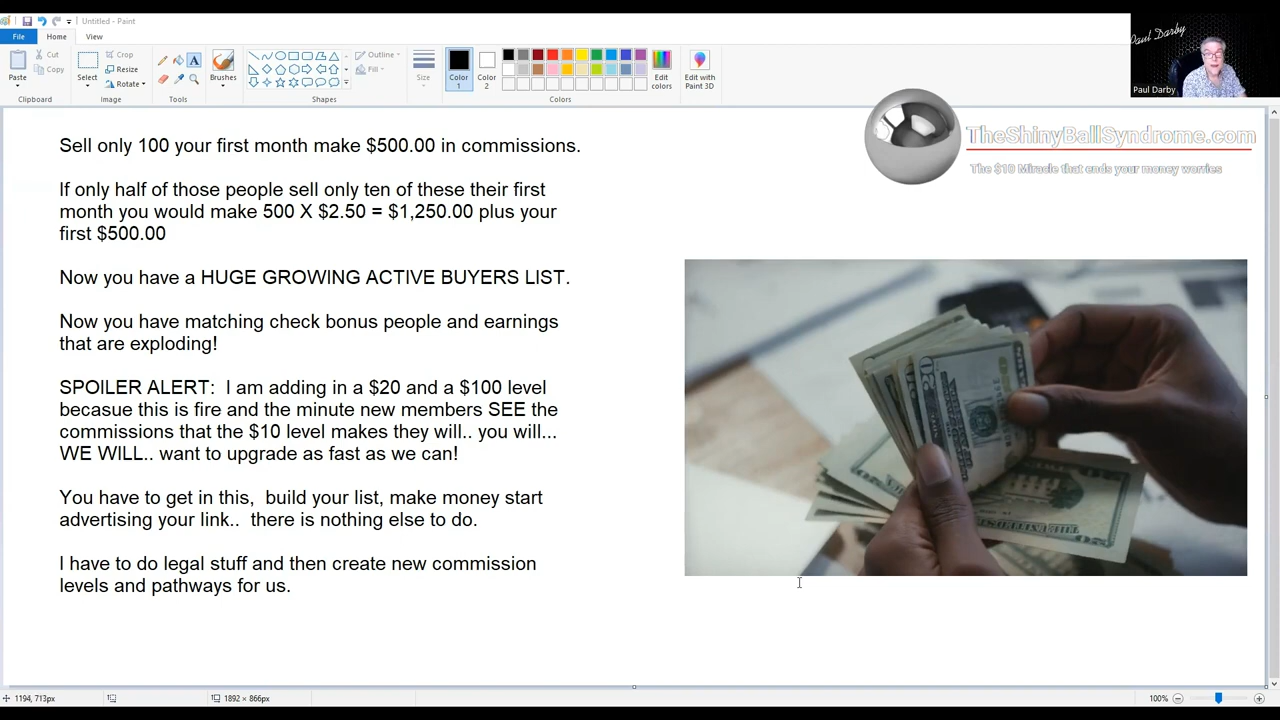 Untitled - Paint
File
Home
View
Paste
Cut
Copy
Clipboard
Select
Crop
Resize
Rotate
Image
A
Tools
Brushes
Outline
Fill
Shapes
Size
Color
1
Color
2
Edit
colors
Colors
Edit with
Paint 3D
Paul Darby
Paul Darby
TheShinyBallSyndrome.com
The $10 Miracle that ends your money worries
Sell only 100 your first month make $500.00 in commissions.
If only half of those people sell only ten of these their first
month you would make 500 X $2.50 = $1,250.00 plus your
first $500.00
Now you have a HUGE GROWING ACTIVE BUYERS LIST.
Now you have matching check bonus people and earnings
that are exploding!
SPOILER ALERT:  I am adding in a $20 and a $100 level
becasue this is fire and the minute new members SEE the
commissions that the $10 level makes they will.. you will...
WE WILL.. want to upgrade as fast as we can!
You have to get in this,  build your list, make money start
advertising your link..  there is nothing else to do.
I have to do legal stuff and then create new commission
levels and pathways for us.
1194, 713px
1892 × 866px
100%